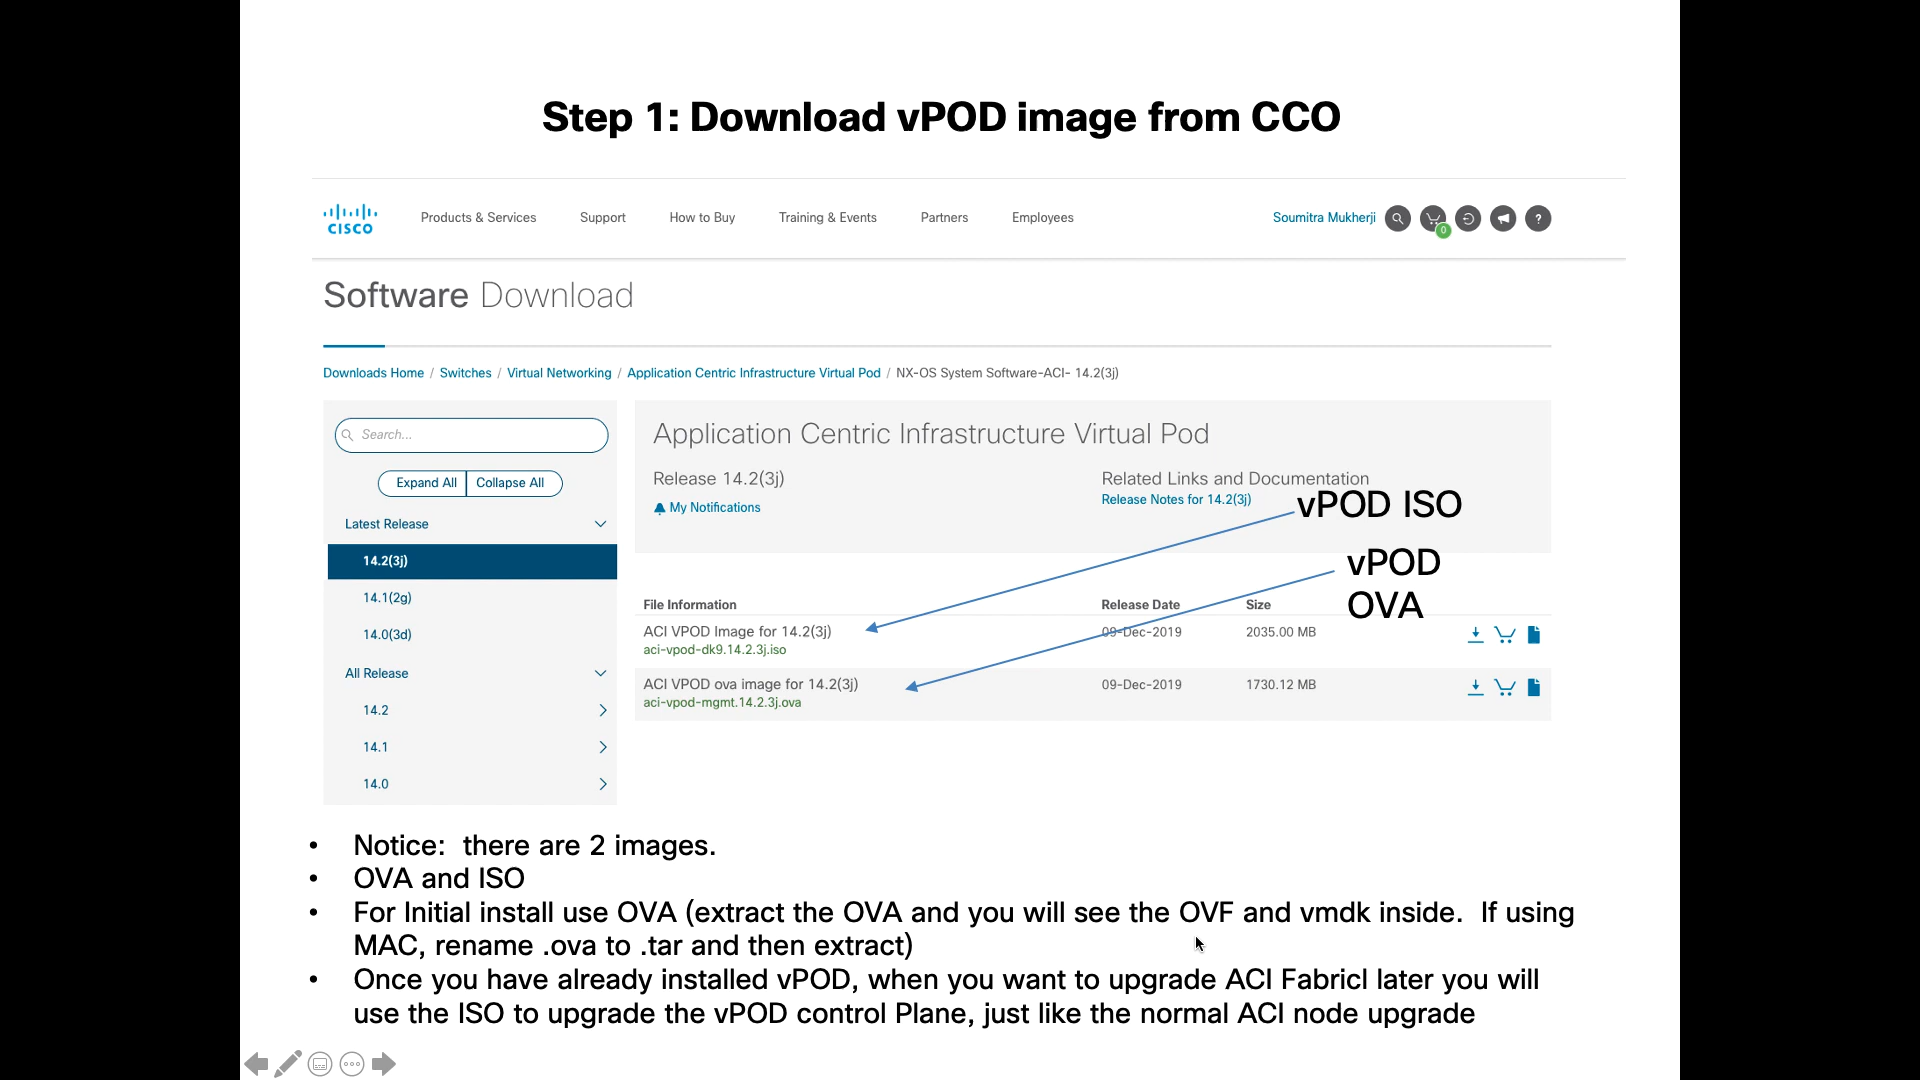 Step 1: Download vPOD image from CCO
CISCO
Products & Services
Support
How to Buy
Training & Events
Partners
Employees
Soumitra Mukherji
0
?
Software Download
Downloads Home / Switches / Virtual Networking / Application Centric Infrastructure Virtual Pod / NX-OS System Software-ACI- 14.2(3j)
Search...
Expand All
Collapse All
Latest Release
14.2(3j)
14.1(2g)
14.0(3d)
All Release
14.2
14.1
14.0
Application Centric Infrastructure Virtual Pod
Release 14.2(3j)
My Notifications
Related Links and Documentation
Release Notes for 14.2(3j)
vPOD ISO
vPOD
OVA
File Information
Release Date
Size
ACI VPOD Image for 14.2(3j)
aci-vpod-dk9.14.2.3j.iso
09-Dec-2019
2035.00 MB
ACI VPOD ova image for 14.2(3j)
aci-vpod-mgmt.14.2.3j.ova
09-Dec-2019
1730.12 MB
• Notice:  there are 2 images.
• OVA and ISO
• For Initial install use OVA (extract the OVA and you will see the OVF and vmdk inside.  If using
MAC, rename .ova to .tar and then extract)
• Once you have already installed vPOD, when you want to upgrade ACI Fabricl later you will
use the ISO to upgrade the vPOD control Plane, just like the normal ACI node upgrade